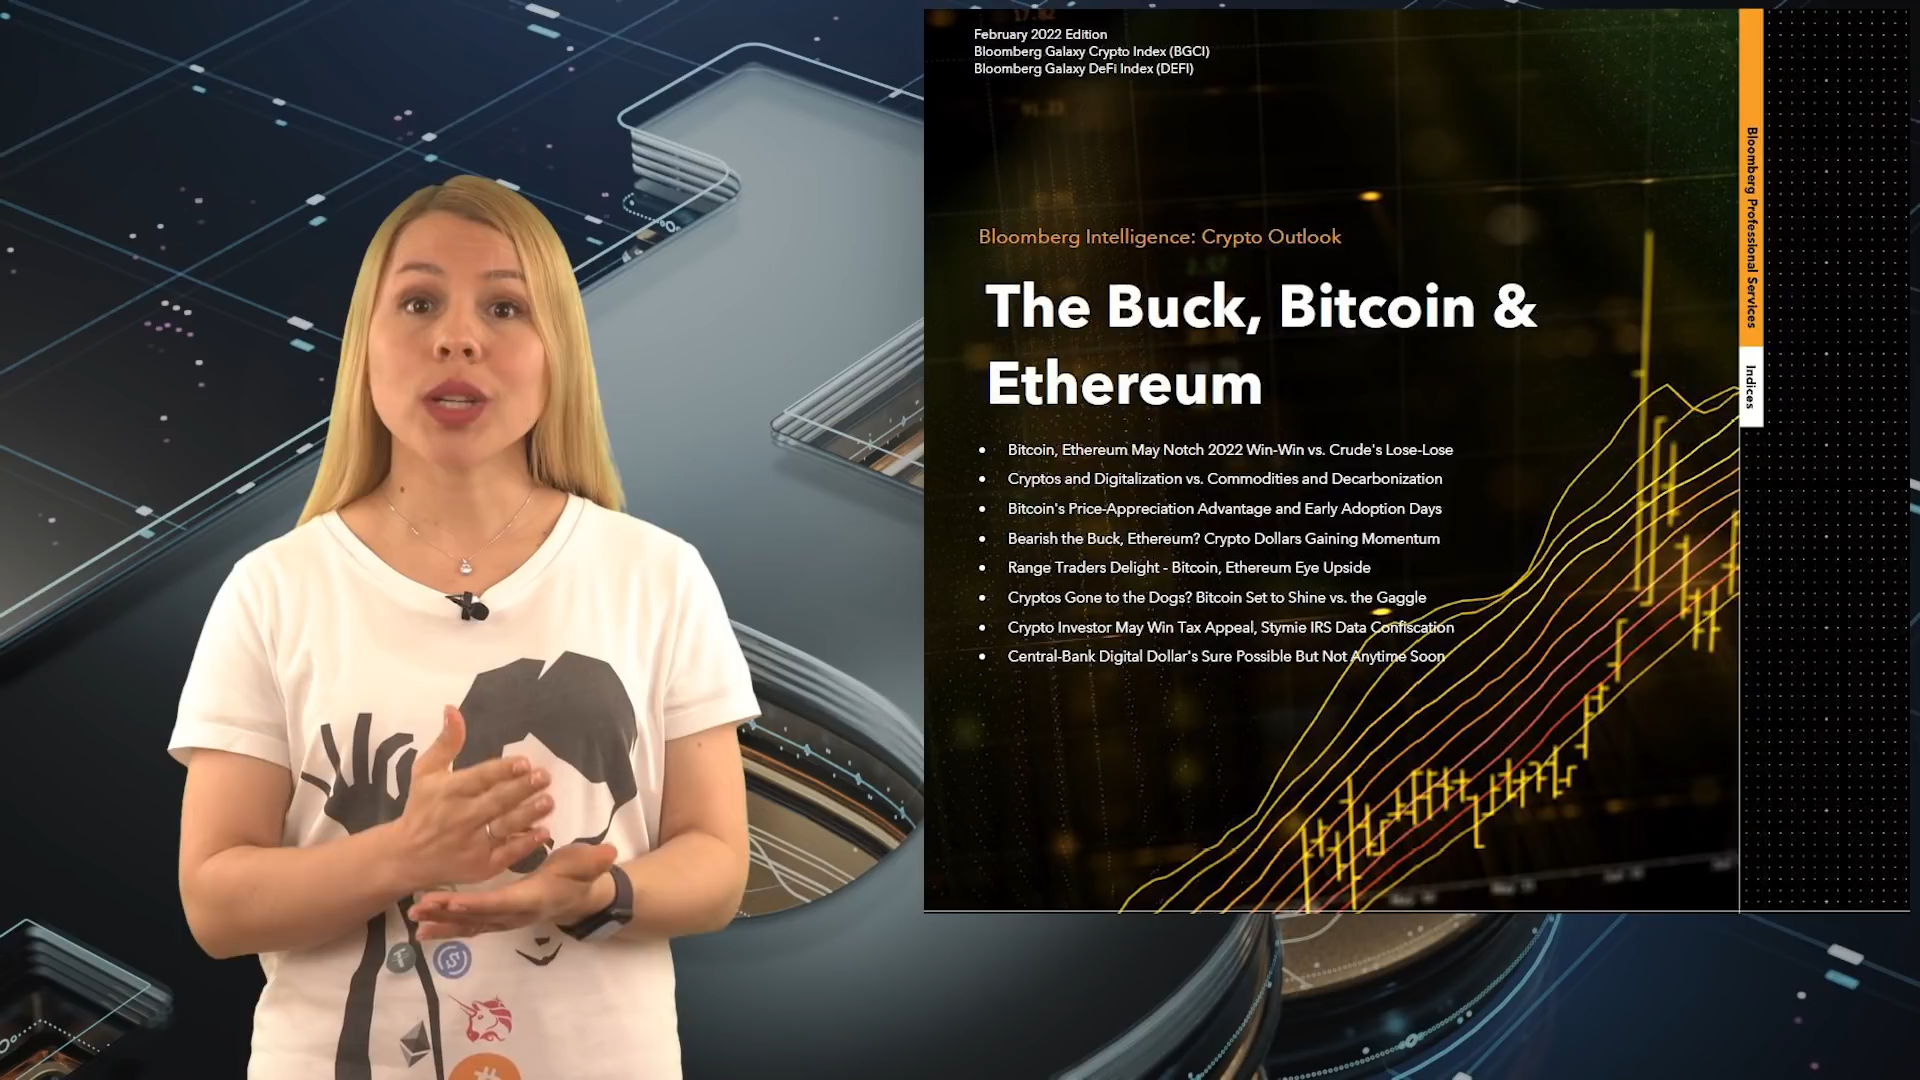 February 2022 Edition
Bloomberg Galaxy Crypto Index (BGCI)
Bloomberg Galaxy DeFi Index (DEFI)
Bloomberg Intelligence: Crypto Outlook
The Buck, Bitcoin &
Ethereum
• Bitcoin, Ethereum May Notch 2022 Win-Win vs. Crude's Lose-Lose
• Cryptos and Digitalization vs. Commodities and Decarbonization
• Bitcoin's Price-Appreciation Advantage and Early Adoption Days
• Bearish the Buck, Ethereum? Crypto Dollars Gaining Momentum
• Range Traders Delight - Bitcoin, Ethereum Eye Upside
• Cryptos Gone to the Dogs? Bitcoin Set to Shine vs. the Gaggle
• Crypto Investor May Win Tax Appeal, Stymie IRS Data Confiscation
• Central-Bank Digital Dollar's Sure Possible But Not Anytime Soon
Bloomberg Professional Services
Indices